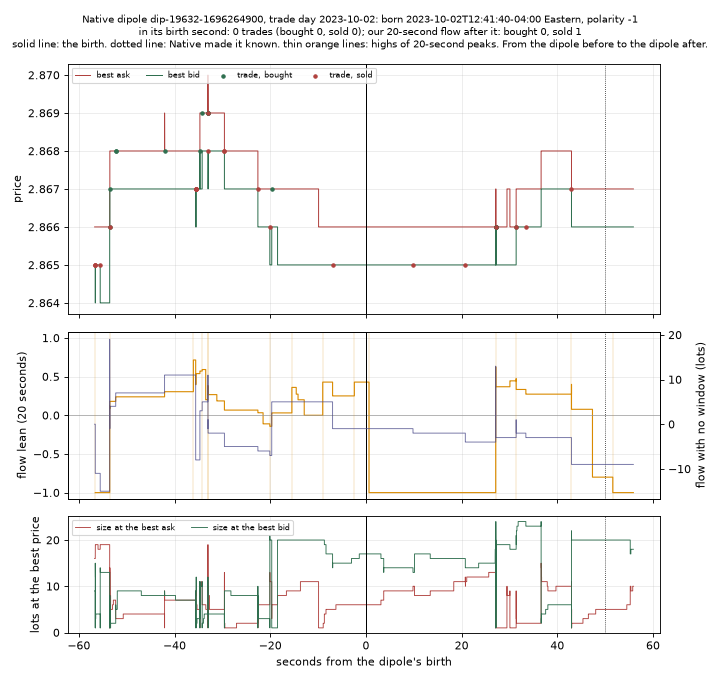 Native dipole dip-19632-1696264900, trade day 2023-10-02: born 2023-10-02T12:41:40-04:00 Eastern, polarity -1
in its birth second: 0 trades (bought 0, sold 0); our 20-second flow after it: bought 0, sold 1
solid line: the birth. dotted line: Native made it known. thin orange lines: highs of 20-second peaks. From the dipole before to the dipole after.
best ask
best bid
trade, bought
trade, sold
2.870
2.869
2.868
2.867
2.866
2.865
2.864
price
1.0
0.5
0.0
−0.5
−1.0
flow lean (20 seconds)
20
10
0
−10
flow with no window (lots)
size at the best ask
size at the best bid
20
10
0
lots at the best price
−60
−40
−20
0
20
40
60
seconds from the dipole's birth